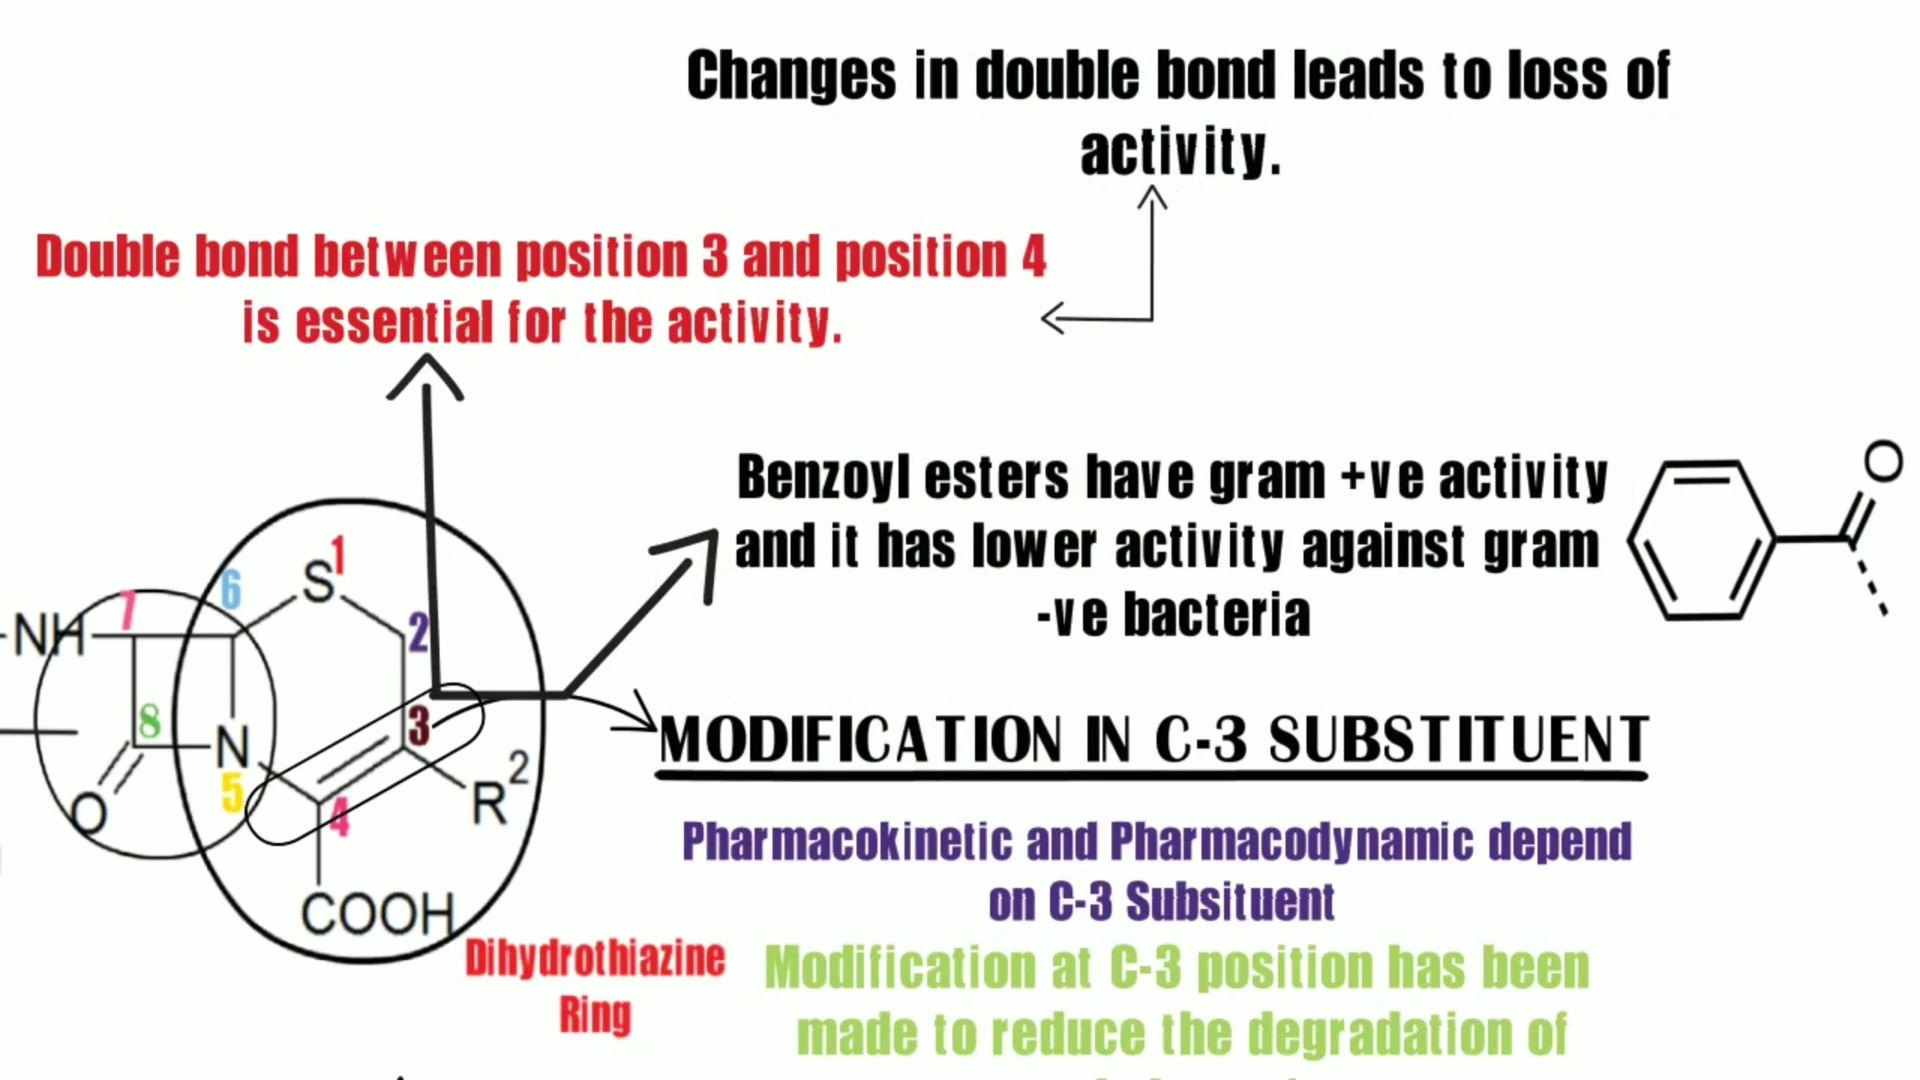 Changes in double bond leads to loss of
activity.
Double bond between position 3 and position 4
is essential for the activity.
Benzoyl esters have gram +ve activity
and it has lower activity against gram
-ve bacteria
O
S 1
6
7
NH
2
8
3
N
5
4
O
R2
COOH
MODIFICATION IN C-3 SUBSTITUENT
Pharmacokinetic and Pharmacodynamic depend
on C-3 Subsituent
Dihydrothiazine
Ring
Modification at C-3 position has been
made to reduce the degradation of